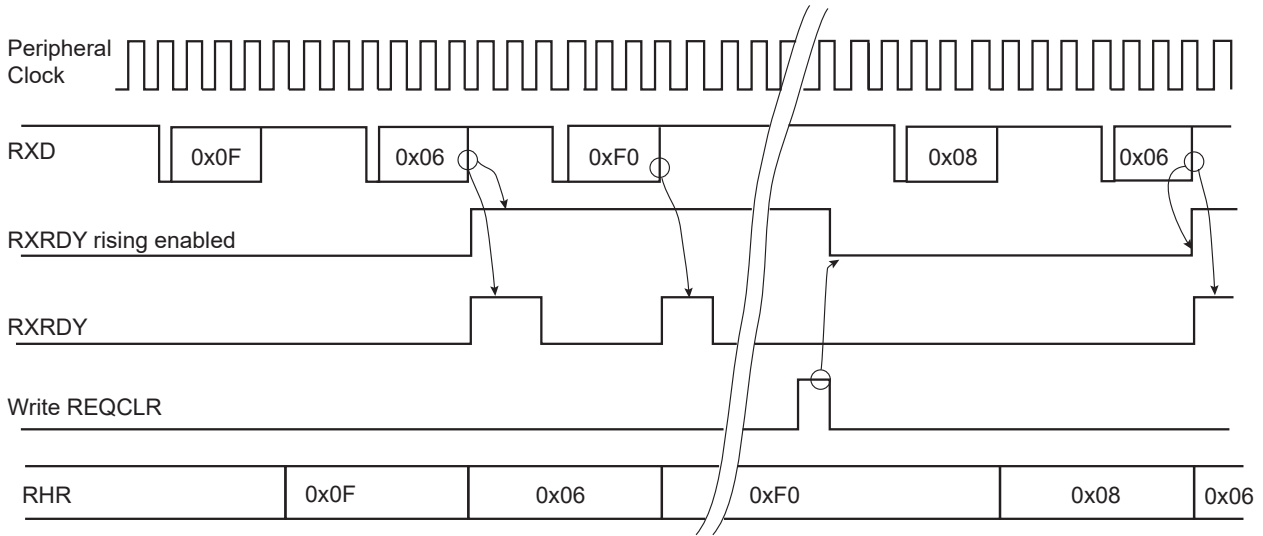 Peripheral
Clock
RXD
0x0F
0x06
0xF0
0x08
0x06
RXRDY rising enabled
RXRDY
Write REQCLR
RHR
0x0F
0x06
0xF0
0x08
0x06